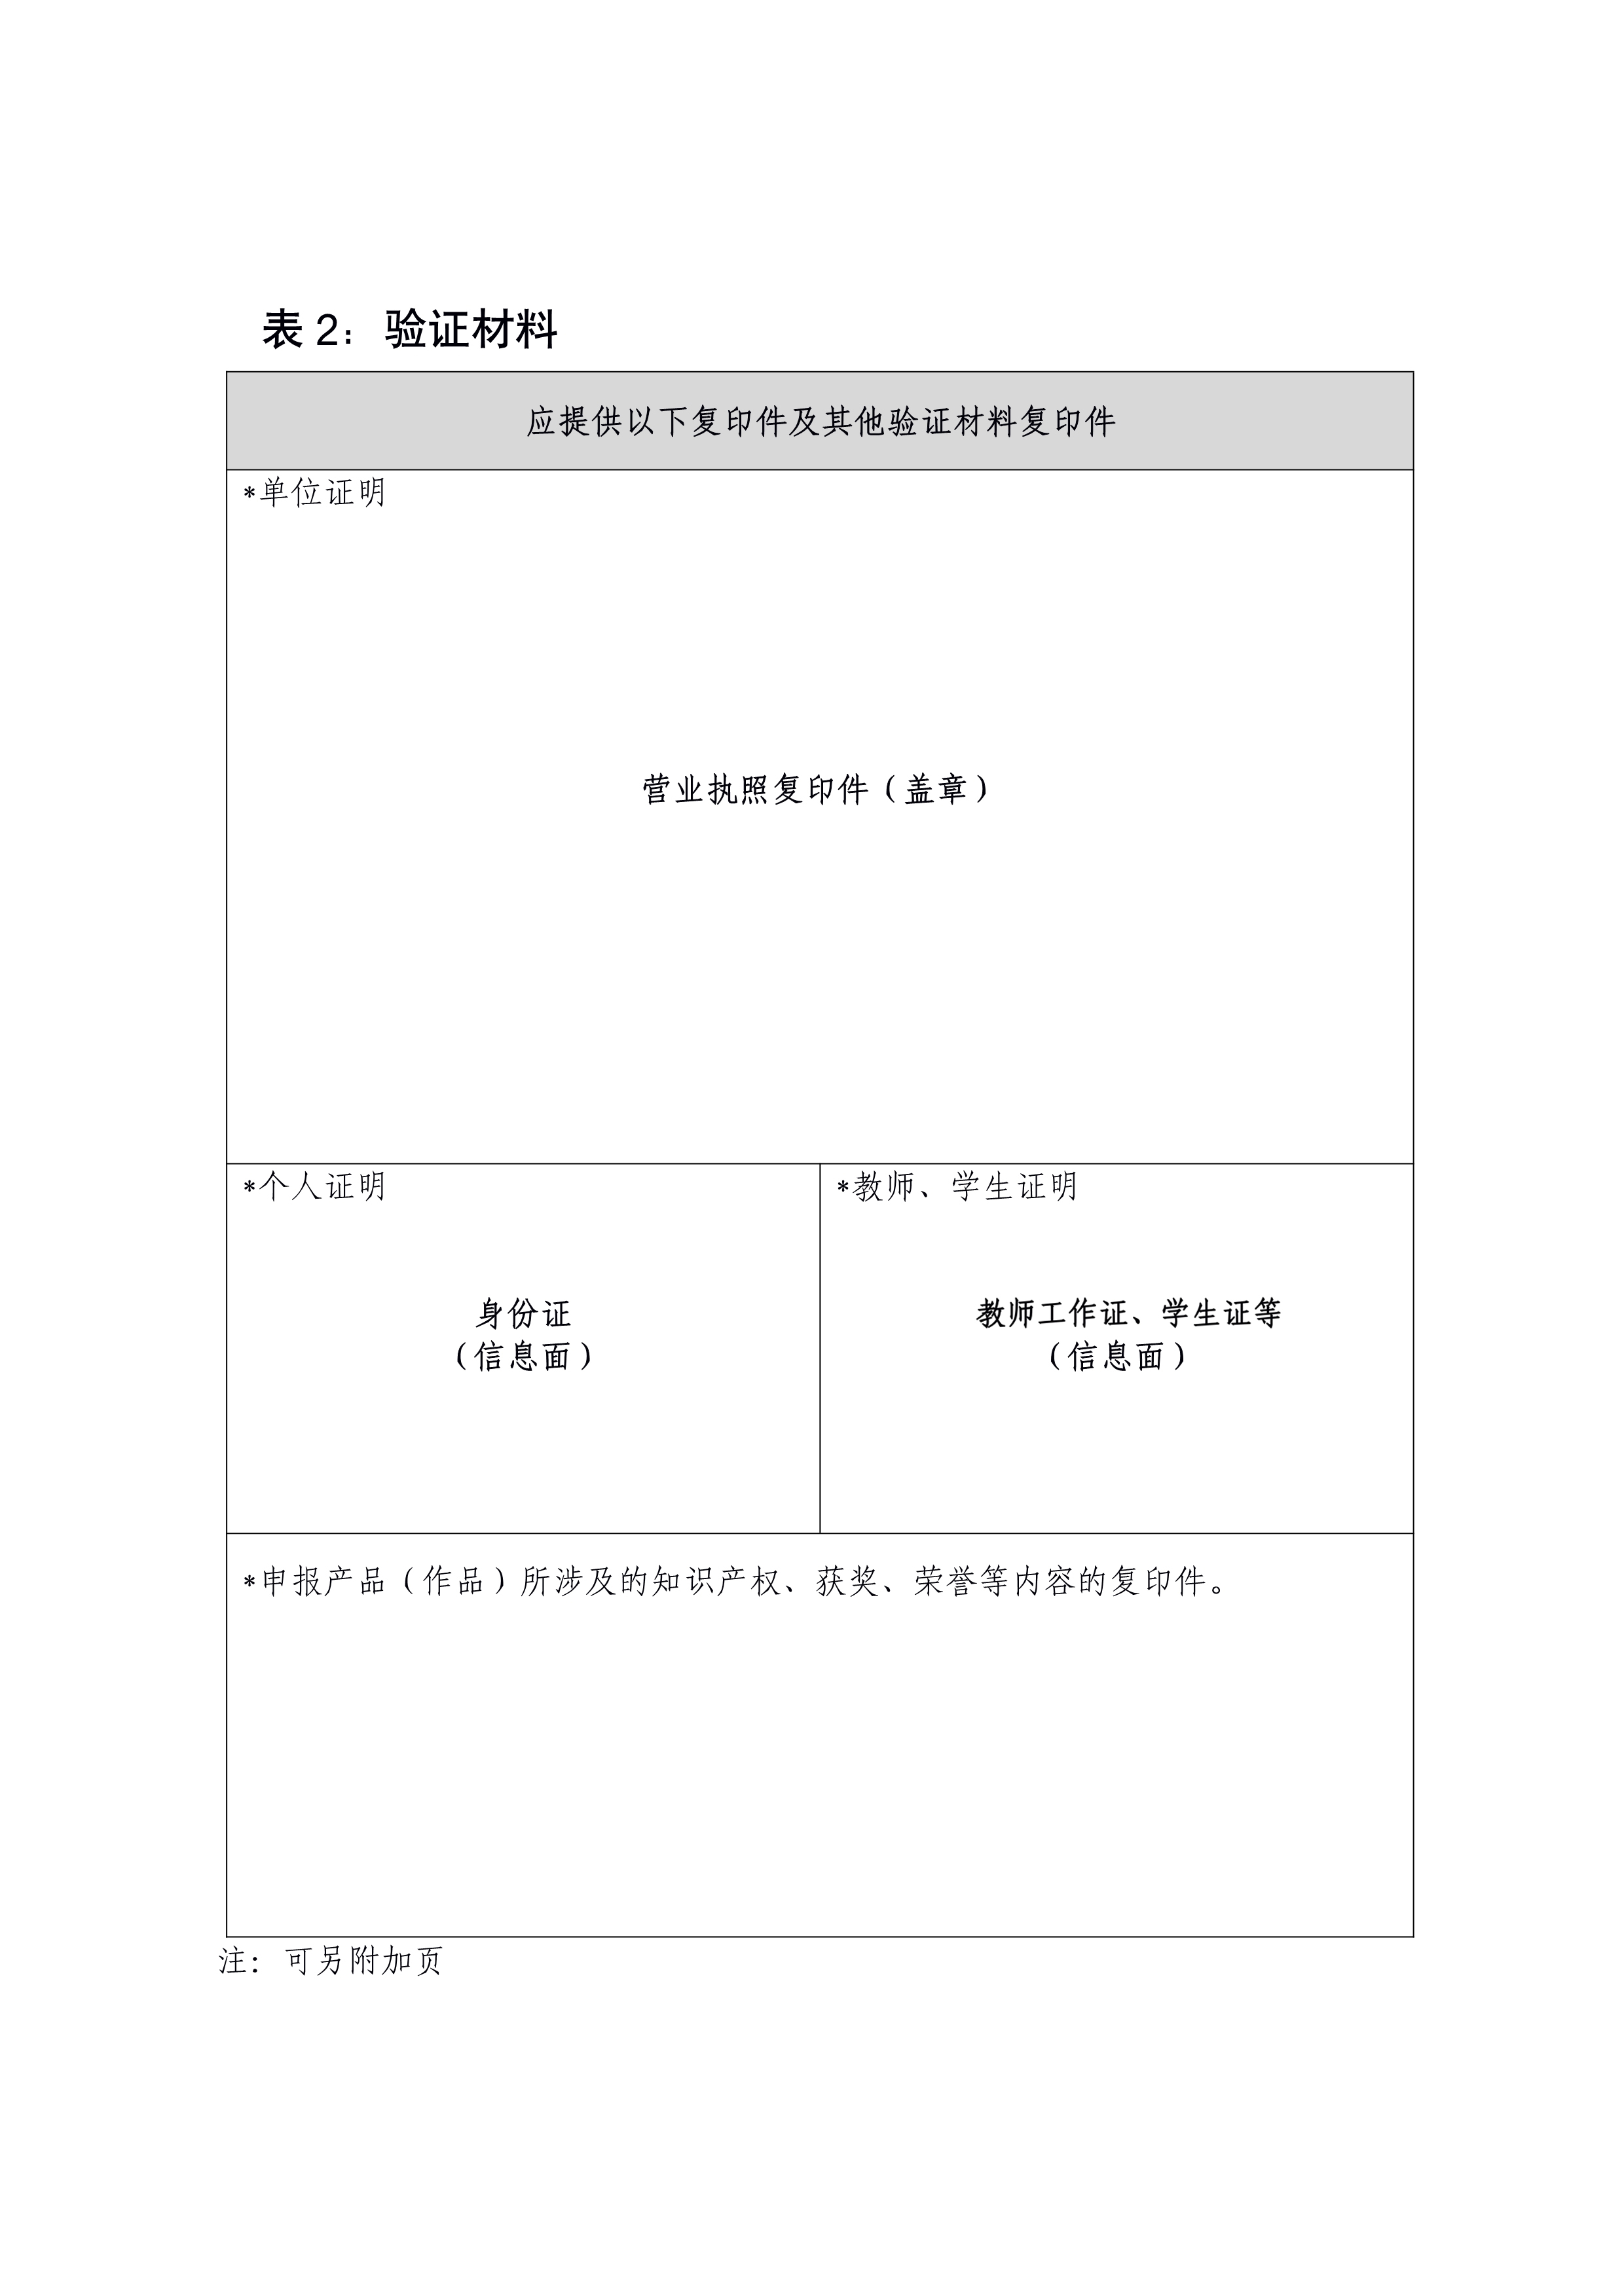 表 2：验证材料
应提供以下复印件及其他验证材料复印件
*单位证明
营业执照复印件（盖章）
*个人证明
身份证
（信息面）
*教师、学生证明
教师工作证、学生证等
（信息面）
*申报产品（作品）所涉及的知识产权、获奖、荣誉等内容的复印件。
注：可另附加页